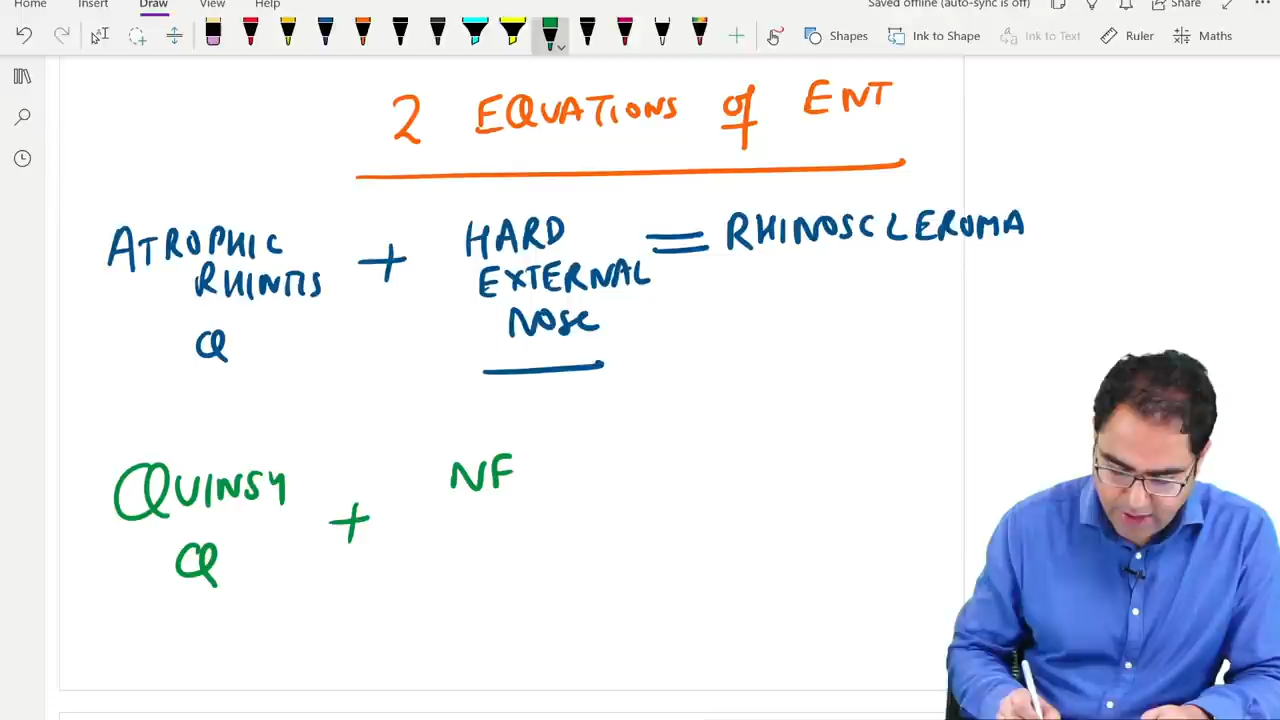 Home Insert Draw View Help Saved offline (auto-sync is off) Share
Shapes Ink to Shape Ink to Text Ruler Maths
2 EQUATIONS of ENT
ATROPHIC RHINTIS + HARD EXTERNAL NOSE = RHINOSCLEROMA
Q
QUINSY + NF
Q